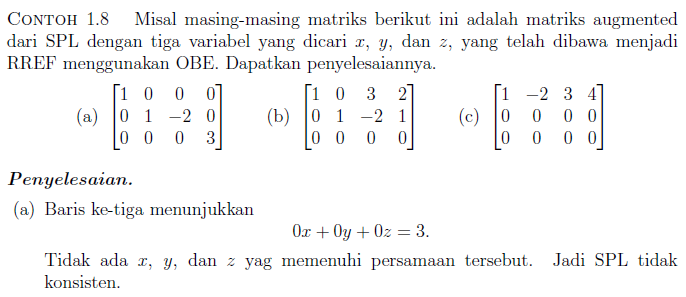 CONTOH 1.8 Misal masing-masing matriks berikut ini adalah matriks augmented
dari SPL dengan tiga variabel yang dicari x, y, dan z, yang telah dibawa menjadi
RREF menggunakan OBE. Dapatkan penyelesaiannya.
(a) [1 0 0 0; 0 1 −2 0; 0 0 0 3] (b) [1 0 3 2; 0 1 −2 1; 0 0 0 0] (c) [1 −2 3 4; 0 0 0 0; 0 0 0 0]
Penyelesaian.
(a) Baris ke-tiga menunjukkan
0x + 0y + 0z = 3.
Tidak ada x, y, dan z yag memenuhi persamaan tersebut. Jadi SPL tidak
konsisten.